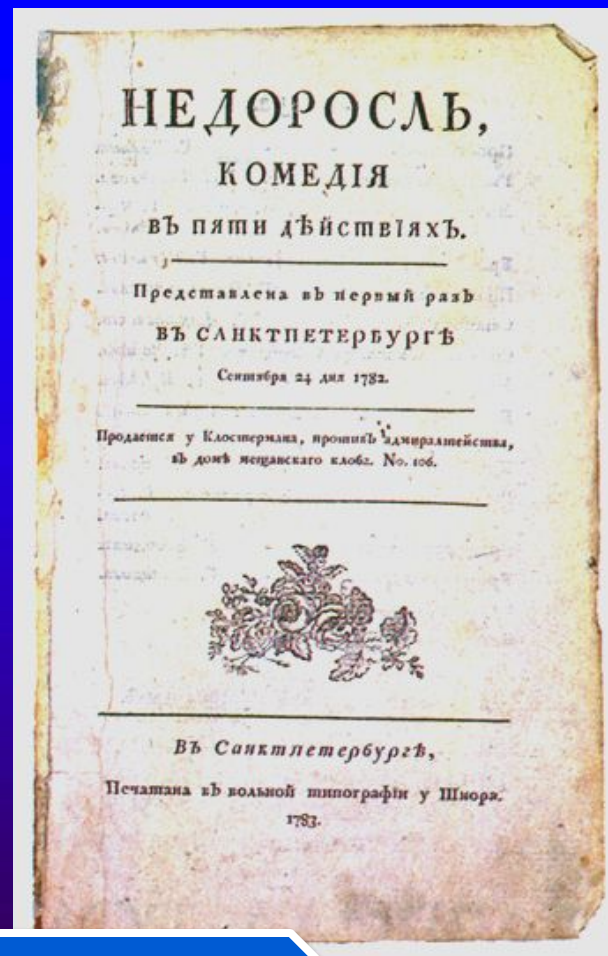 НЕДОРОСЛЬ,
КОМЕДІЯ
ВЪ ПЯТИ ДѢЙСТВІЯХЪ.
Представлена въ первый разъ
ВЪ САНКТПЕТЕРБУРГѢ
Сентября 24 дня 1782.
Продается у Клостермана, противъ адмиралтейства,
въ домѣ мещанскаго клоба. No. 106.
Въ Санктпетербургѣ,
Печатана въ вольной типографіи у Шнора.
1783.